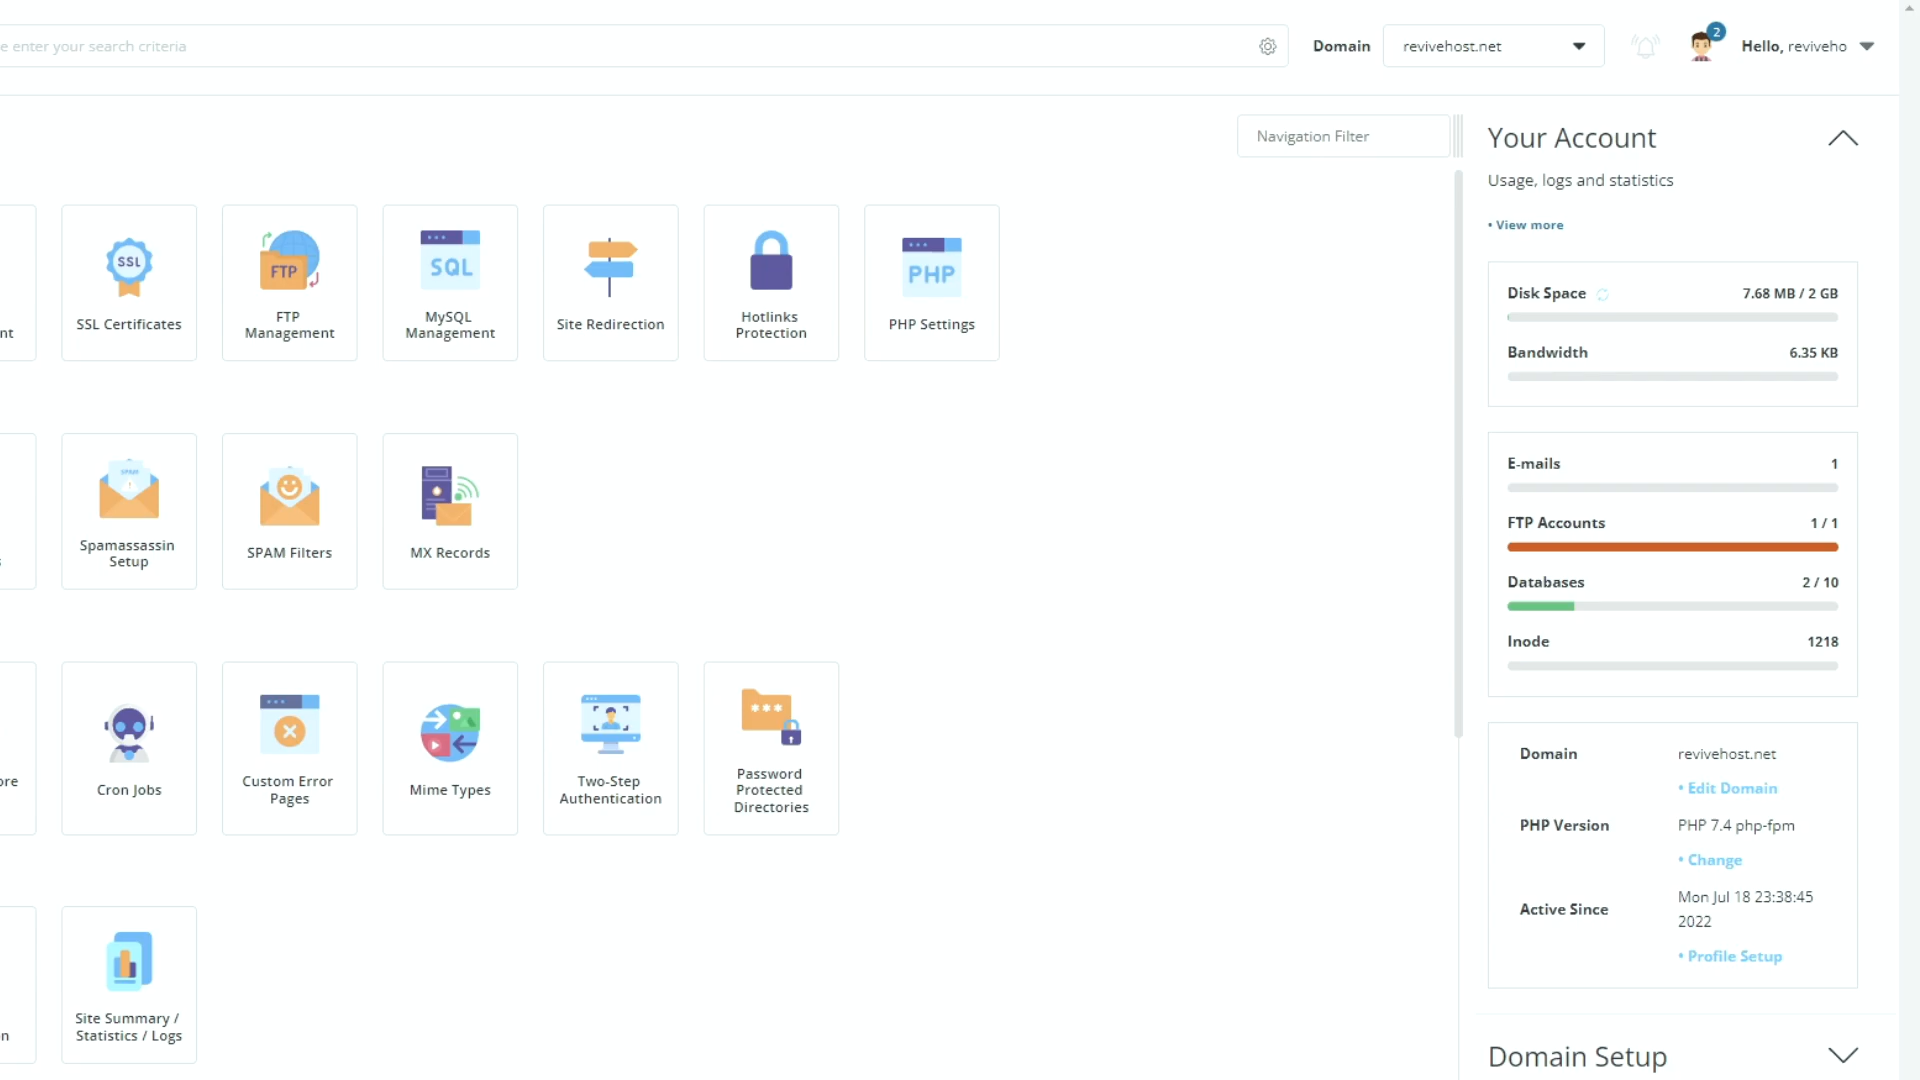 e enter your search criteria
Domain
revivehost.net
2
Hello, reviveho
Navigation Filter
Your Account
Usage, logs and statistics
• View more
nt
SSL
SSL Certificates
FTP
FTP
Management
SQL
MySQL
Management
Site Redirection
Hotlinks
Protection
PHP
PHP Settings
Disk Space
7.68 MB / 2 GB
Bandwidth
6.35 KB
s
SPAM
Spamassassin
Setup
SPAM Filters
MX Records
E-mails
1
FTP Accounts
1 / 1
Databases
2 / 10
Inode
1218
ore
Cron Jobs
Custom Error
Pages
Mime Types
Two-Step
Authentication
Password
Protected
Directories
Domain
revivehost.net
• Edit Domain
PHP Version
PHP 7.4 php-fpm
• Change
Active Since
Mon Jul 18 23:38:45
2022
• Profile Setup
n
Site Summary /
Statistics / Logs
Domain Setup